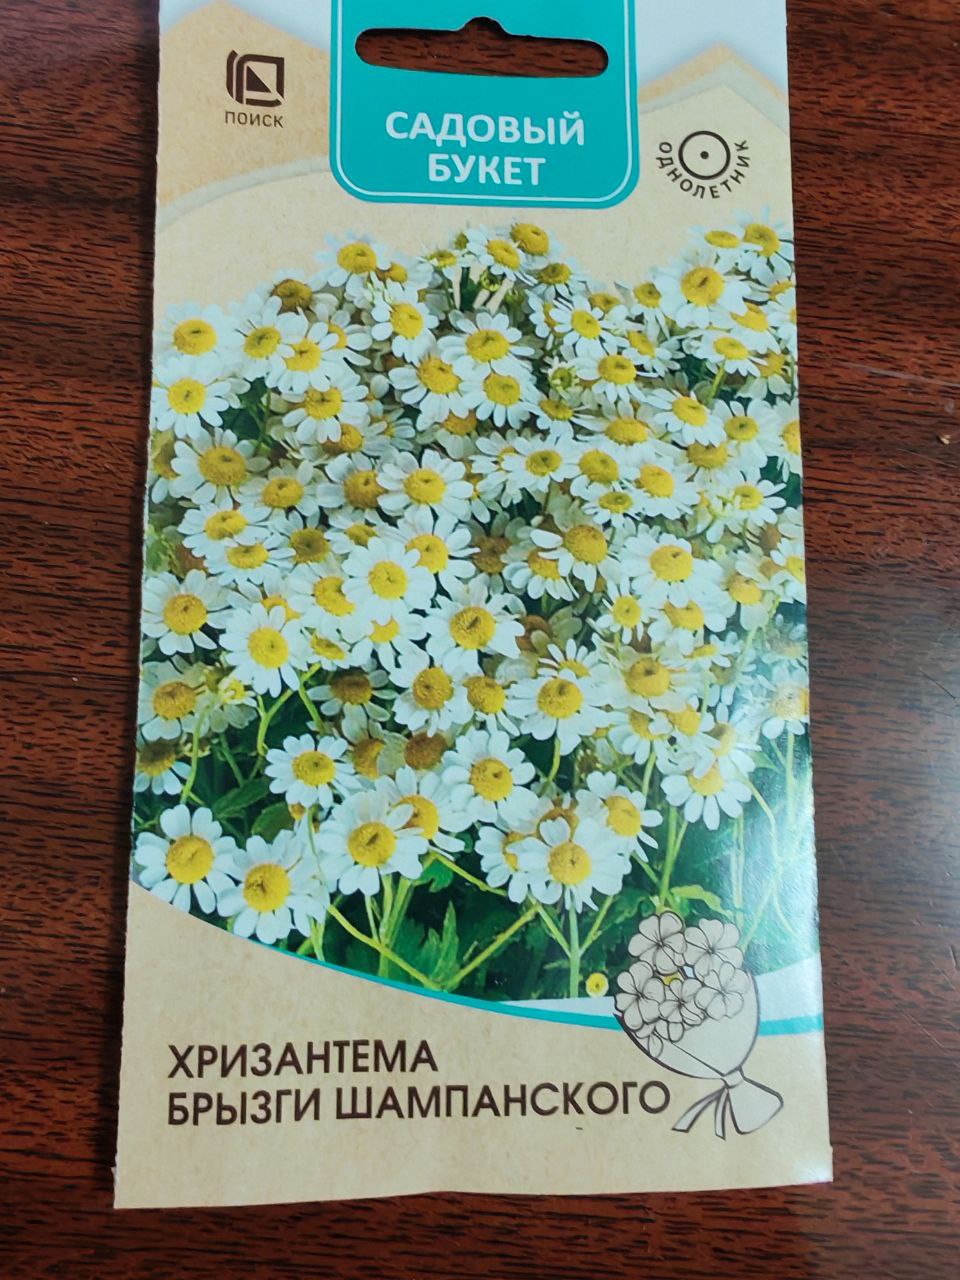 ПОИСК
САДОВЫЙ
БУКЕТ
ОДНОЛЕТНИК
ХРИЗАНТЕМА
БРЫЗГИ ШАМПАНСКОГО